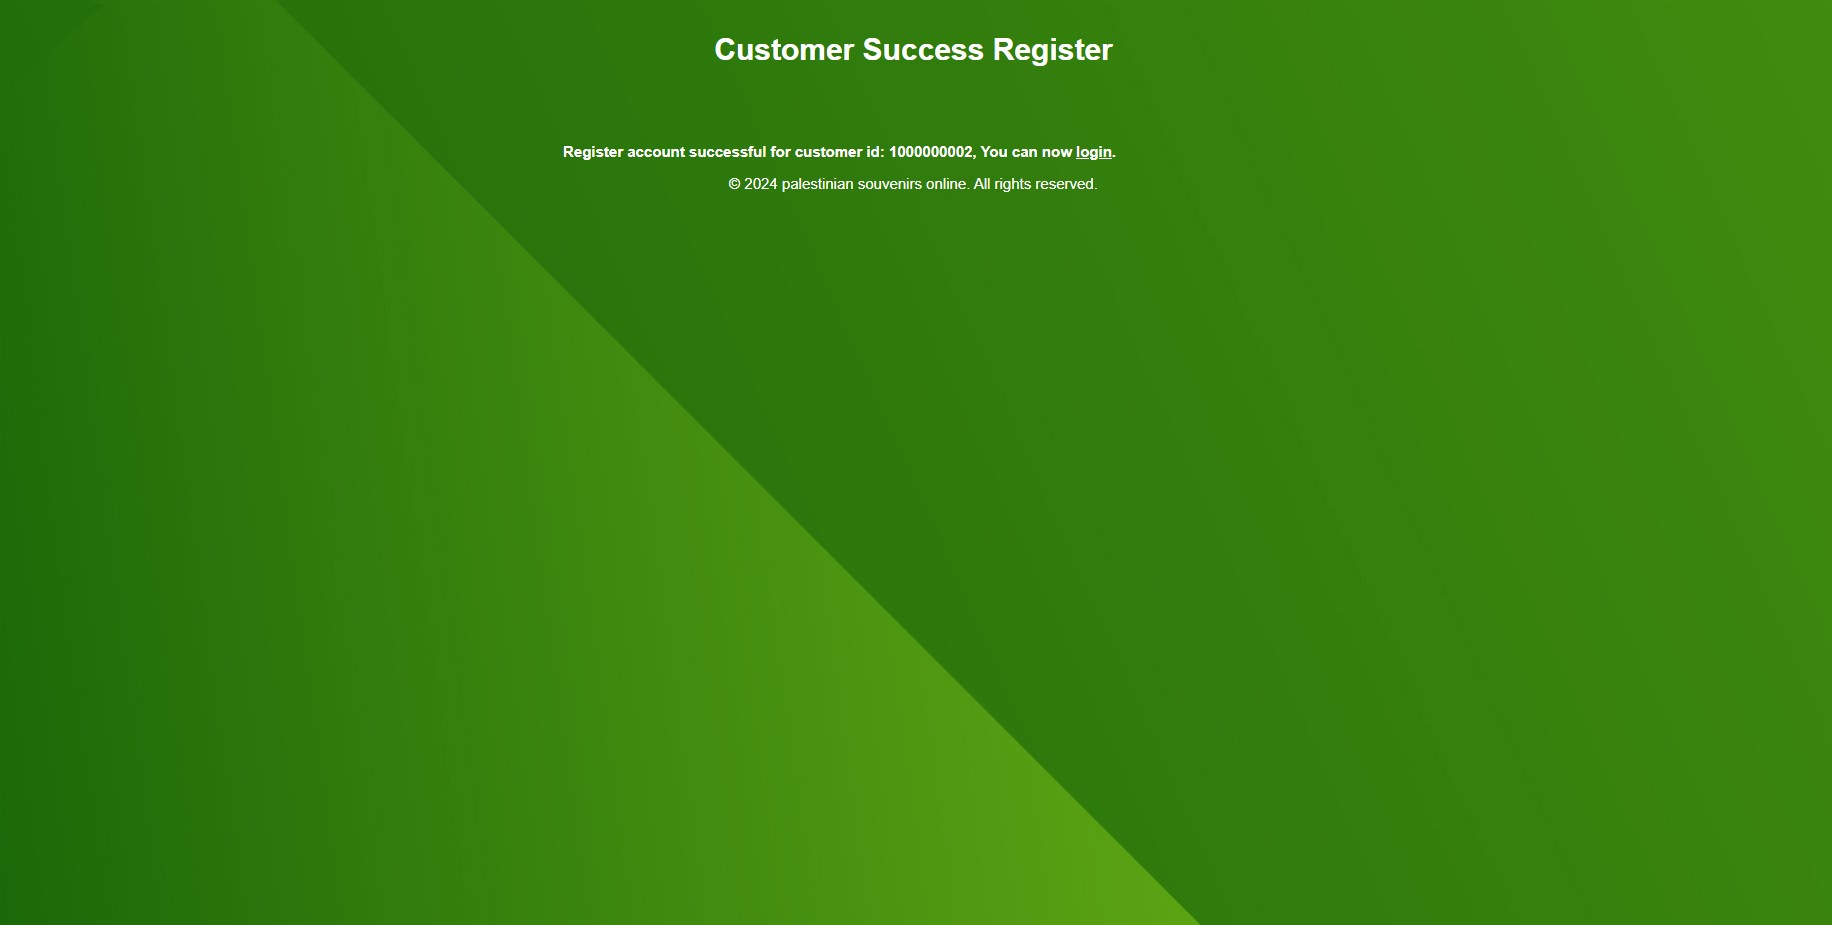 Customer Success Register
Register account successful for customer id: 1000000002, You can now login.
© 2024 palestinian souvenirs online. All rights reserved.